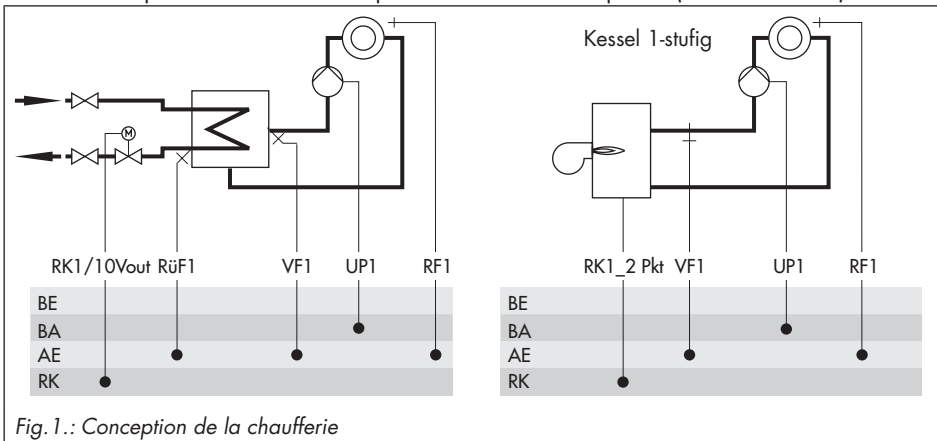 Kessel 1-stufig
M
RK1/10Vout RüF1 VF1 UP1 RF1
RK1_2 Pkt VF1 UP1 RF1
BE
BA
AE
RK
BE
BA
AE
RK
Fig.1.: Conception de la chaufferie